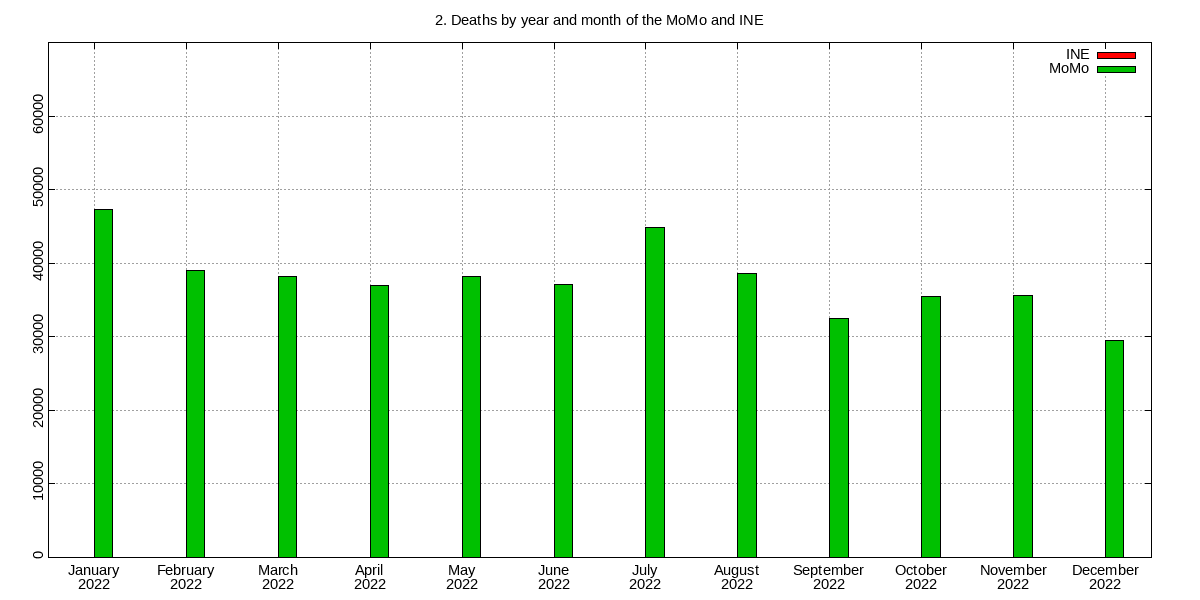 2. Deaths by year and month of the MoMo and INE
INE
MoMo
60000
50000
40000
30000
20000
10000
0
January February March April May June July August September October November December
2022 2022 2022 2022 2022 2022 2022 2022 2022 2022 2022 2022